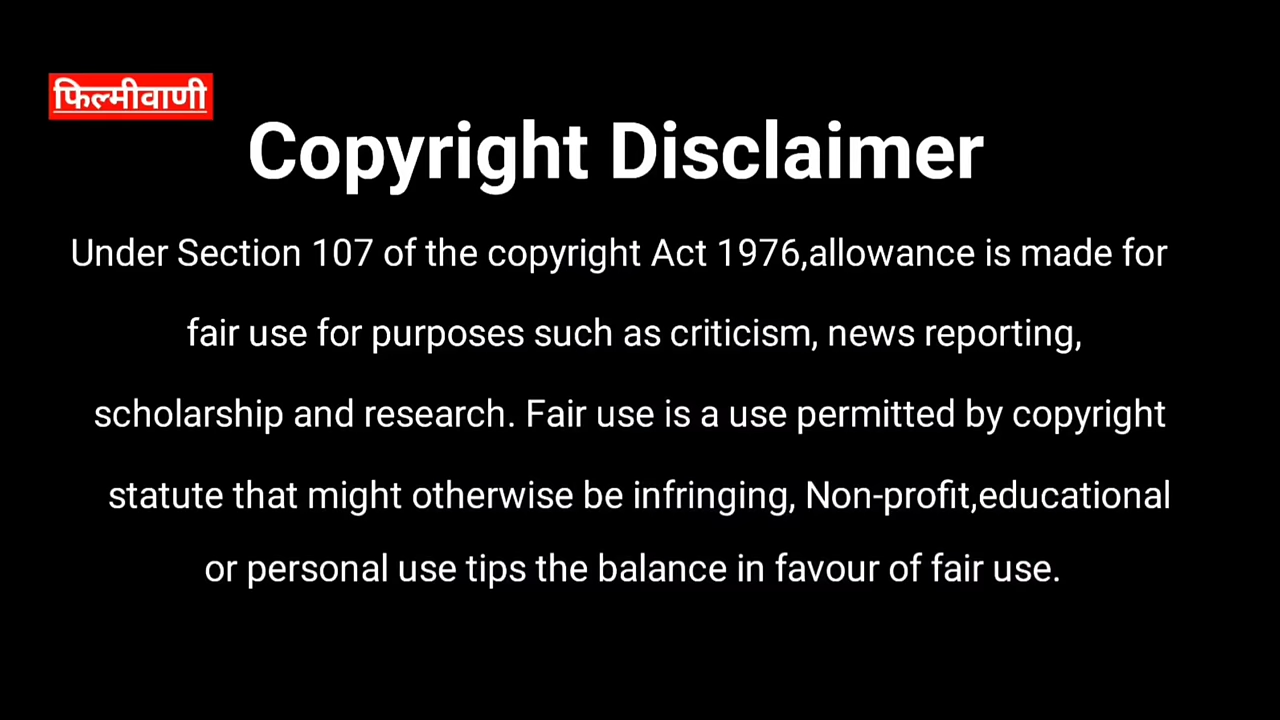 फिल्मीवाणी
Copyright Disclaimer
Under Section 107 of the copyright Act 1976,allowance is made for
fair use for purposes such as criticism, news reporting,
scholarship and research. Fair use is a use permitted by copyright
statute that might otherwise be infringing, Non-profit,educational
or personal use tips the balance in favour of fair use.